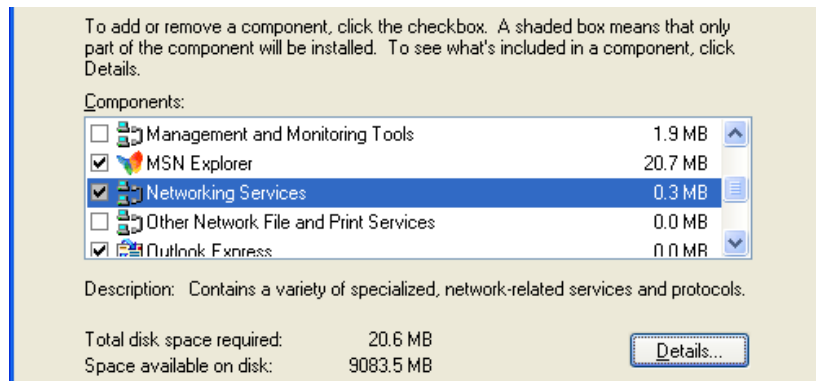 To add or remove a component, click the checkbox. A shaded box means that only
part of the component will be installed. To see what's included in a component, click
Details.
Components:
Management and Monitoring Tools 1.9 MB
MSN Explorer 20.7 MB
Networking Services 0.3 MB
Other Network File and Print Services 0.0 MB
Outlook Express 0.0 MB
Description: Contains a variety of specialized, network-related services and protocols.
Total disk space required: 20.6 MB
Space available on disk: 9083.5 MB
Details...